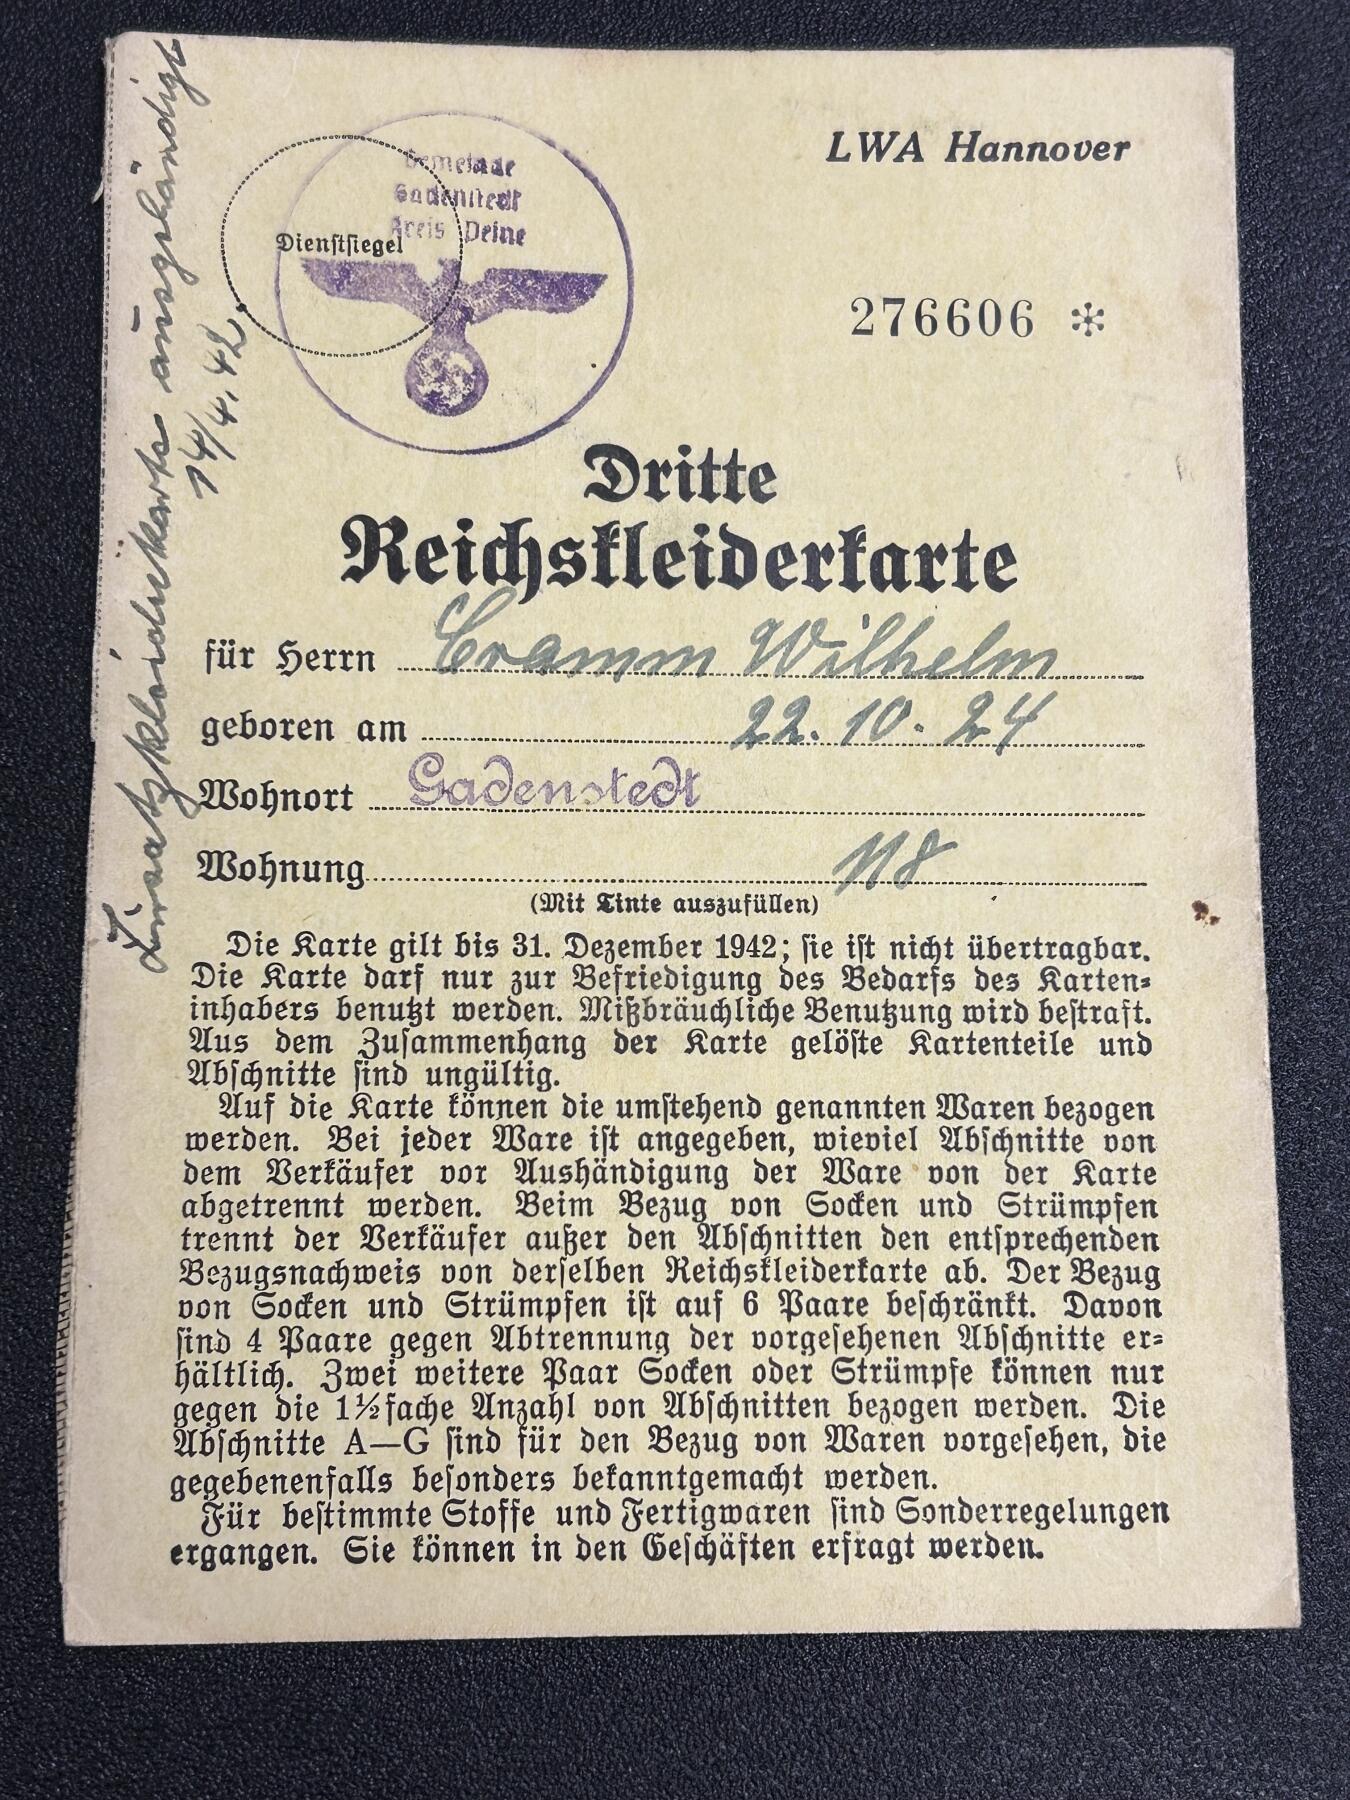 LWA Hannover
Gemeinde
Gadenstedt
Kreis Peine
Dienstsiegel
276606 *
Dritte
Reichskleiderkarte
für Herrn Cramm Wilhelm
geboren am 22.10.24
Wohnort Gadenstedt
Wohnung 118
(Mit Tinte auszufüllen)
Die Karte gilt bis 31. Dezember 1942; sie ist nicht übertragbar.
Die Karte darf nur zur Befriedigung des Bedarfs des Karten-
inhabers benutzt werden. Mißbräuchliche Benutzung wird bestraft.
Aus dem Zusammenhang der Karte gelöste Kartenteile und
Abschnitte sind ungültig.
Auf die Karte können die umstehend genannten Waren bezogen
werden. Bei jeder Ware ist angegeben, wieviel Abschnitte von
dem Verkäufer vor Aushändigung der Ware von der Karte
abgetrennt werden. Beim Bezug von Socken und Strümpfen
trennt der Verkäufer außer den Abschnitten den entsprechenden
Bezugsnachweis von derselben Reichskleiderkarte ab. Der Bezug
von Socken und Strümpfen ist auf 6 Paare beschränkt. Davon
sind 4 Paare gegen Abtrennung der vorgesehenen Abschnitte er-
hältlich. Zwei weitere Paar Socken oder Strümpfe können nur
gegen die 1½fache Anzahl von Abschnitten bezogen werden. Die
Abschnitte A—G sind für den Bezug von Waren vorgesehen, die
gegebenenfalls besonders bekanntgemacht werden.
Für bestimmte Stoffe und Fertigwaren sind Sonderregelungen
ergangen. Sie können in den Geschäften erfragt werden.
Zusatzkleiderkarte ausgehändigt
14/4.42.